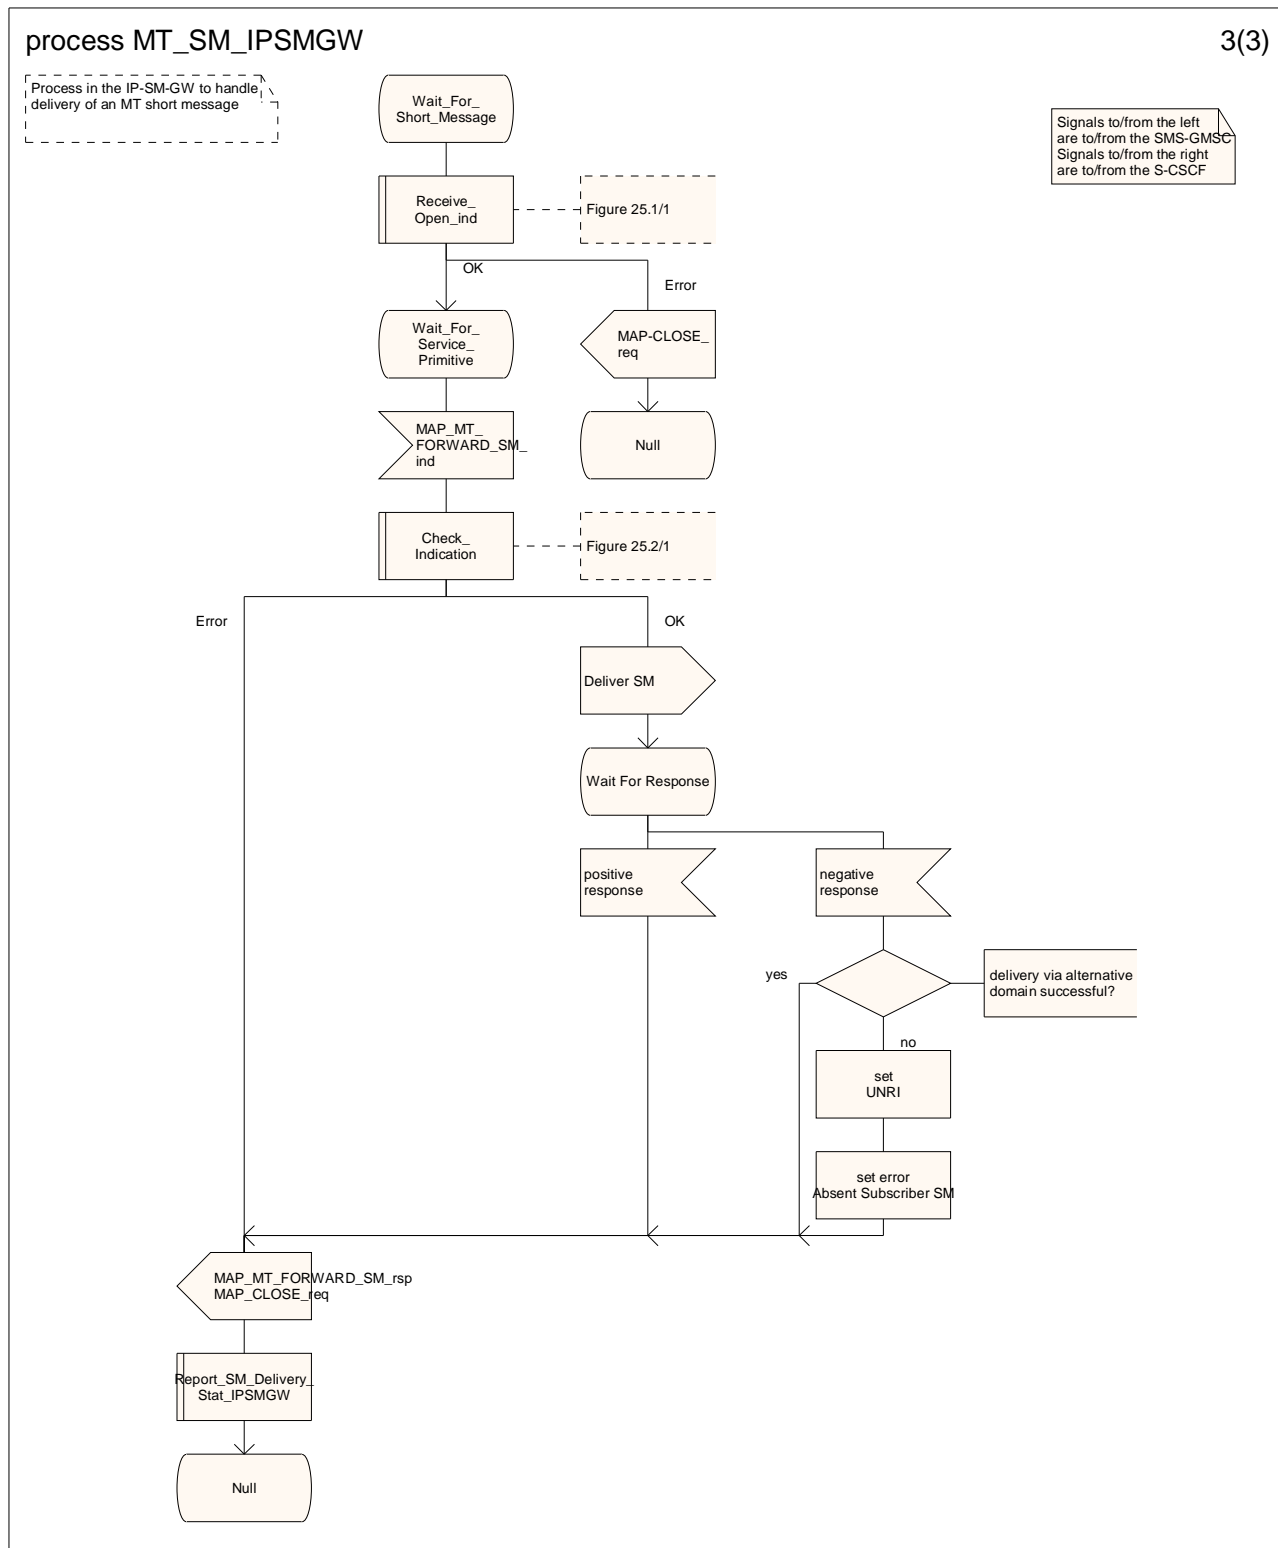 process MT_SM_IPSMGW
3(3)
Process in the IP-SM-GW to handle
delivery of an MT short message
Wait_For_
Short_Message
Signals to/from the left
are to/from the SMS-GMSC
Signals to/from the right
are to/from the S-CSCF
Receive_
Open_ind
Figure 25.1/1
OK
Error
Wait_For_
Service_
Primitive
MAP-CLOSE_
req
MAP_MT_
FORWARD_SM_
ind
Null
Check_
Indication
Figure 25.2/1
Error
OK
Deliver SM
Wait For Response
positive
response
negative
response
yes
delivery via alternative
domain successful?
no
set
UNRI
set error
Absent Subscriber SM
MAP_MT_FORWARD_SM_rsp
MAP_CLOSE_req
Report_SM_Delivery_
Stat_IPSMGW
Null